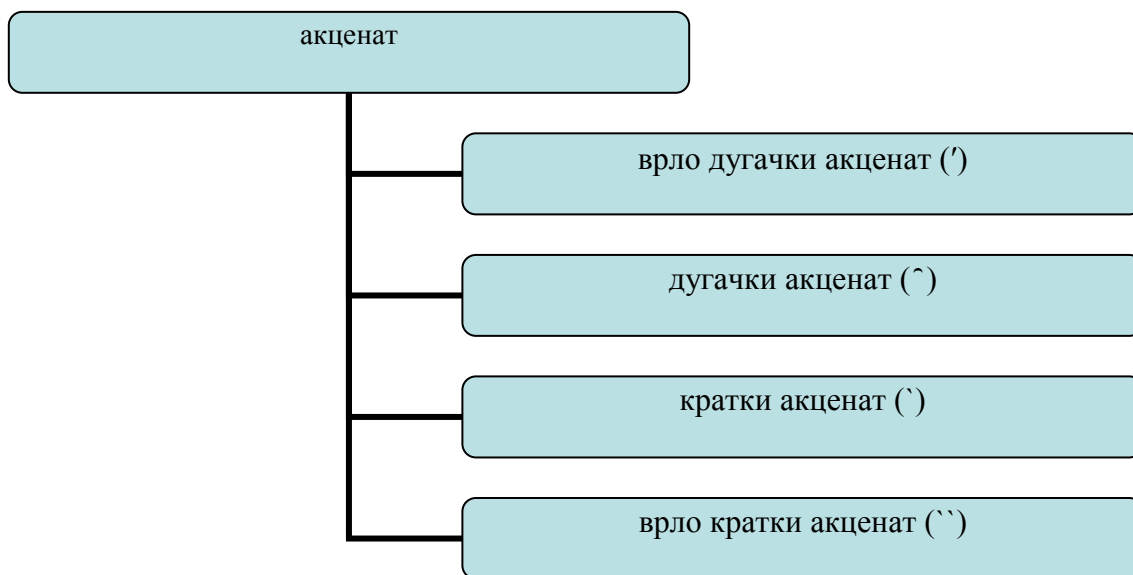 акценат
врло дугачки акценат (′)
дугачки акценат (ˆ)
кратки акценат (`)
врло кратки акценат (``)